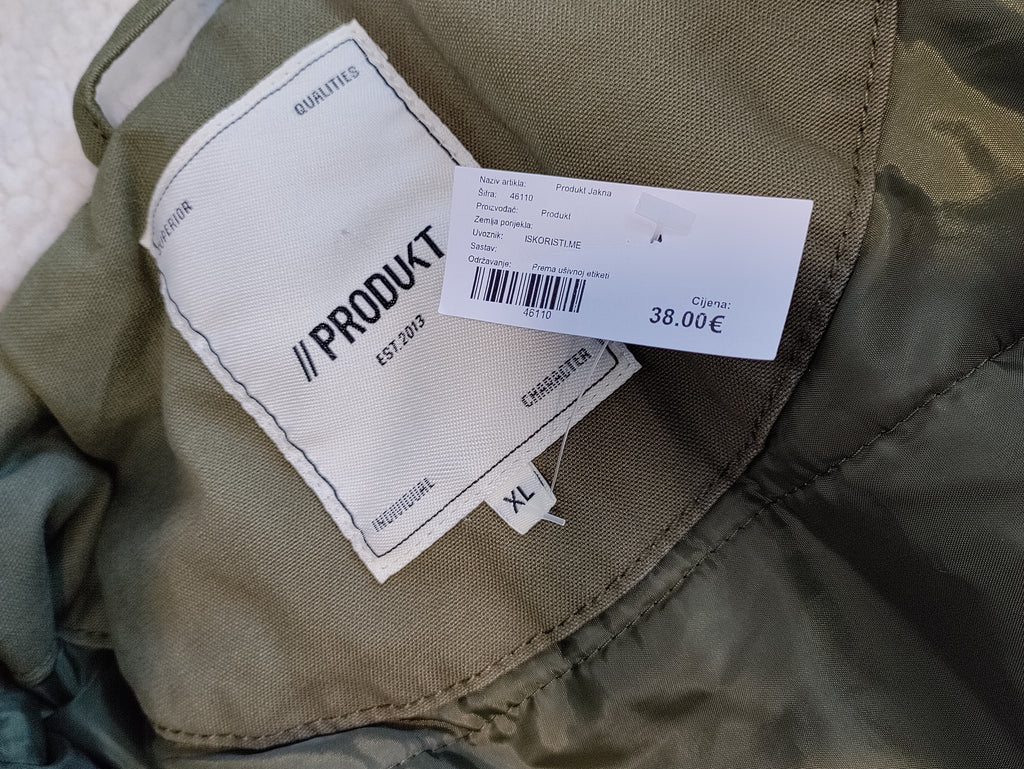 QUALITIES
SUPERIOR
//PRODUKT
EST.2013
CHARACTER
INDIVIDUAL
XL
Naziv artikla: Produkt Jakna
Šifra: 46110
Proizvođač: Produkt
Zemlja porijekla:
Uvoznik: ISKORISTI.ME
Sastav:
Održavanje: Prema ušivnoj etiketi
46110
Cijena:
38.00€